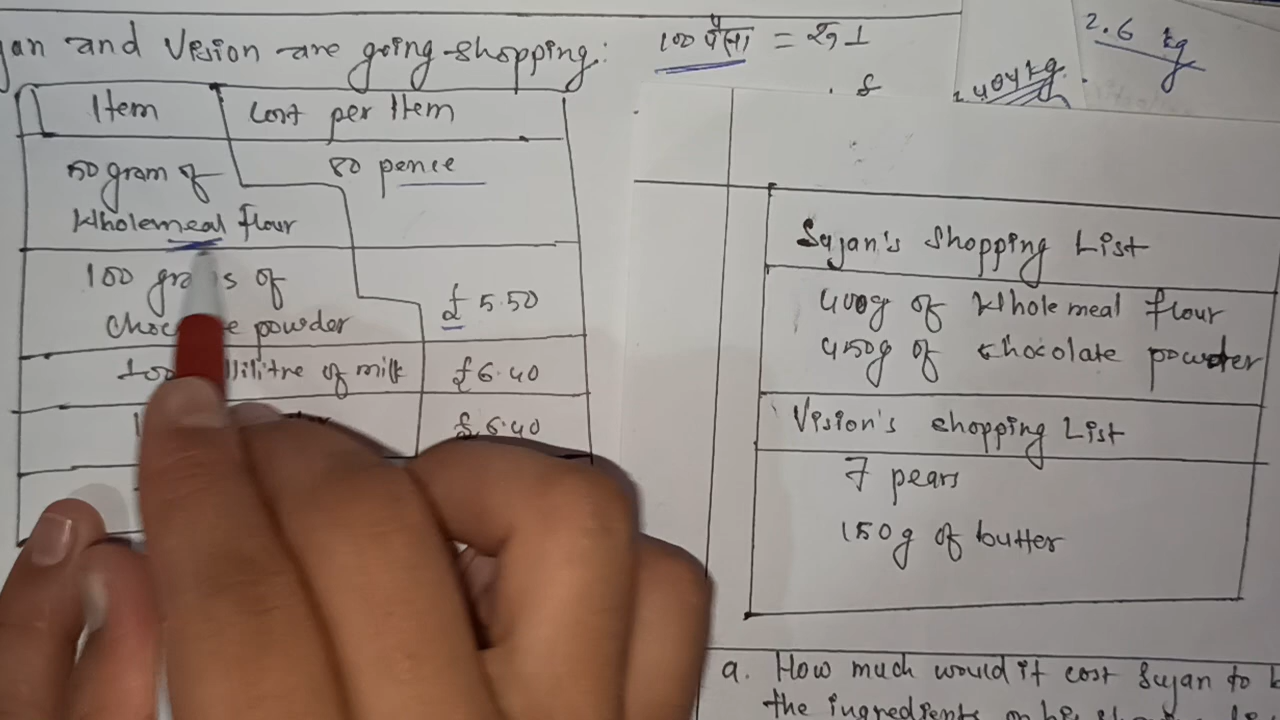 and Vision are going shopping:
100 = 1
2.6 kg
Item
Cost per Item
50 gram of
Wholemeal flour
80 pence
100 of
powder
£ 5.50
of milk
£6.40
£6.40
Sujan's Shopping List
400g of Wholemeal flour
450g of chocolate powder
Vision's shopping List
7 pears
150g of butter
a. How much would it cost Sujan to
the ingredients on his